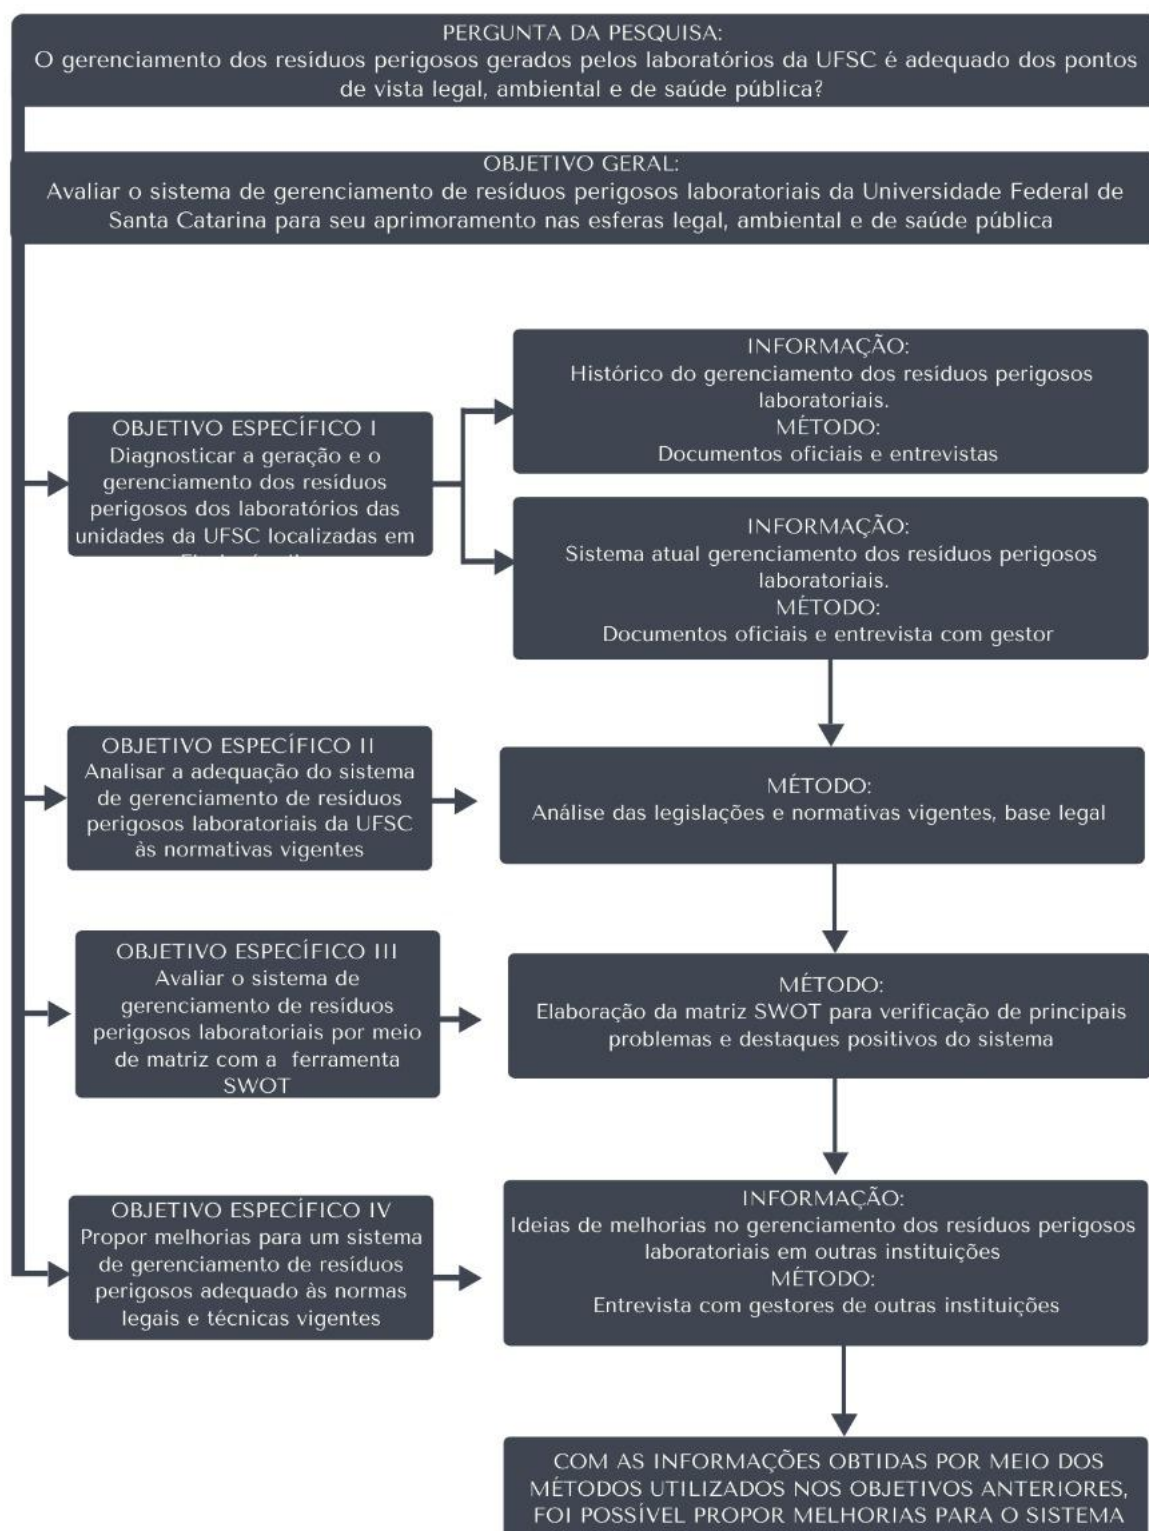 PERGUNTA DA PESQUISA:
O gerenciamento dos resíduos perigosos gerados pelos laboratórios da UFSC é adequado dos pontos
de vista legal, ambiental e de saúde pública?
OBJETIVO GERAL:
Avaliar o sistema de gerenciamento de resíduos perigosos laboratoriais da Universidade Federal de
Santa Catarina para seu aprimoramento nas esferas legal, ambiental e de saúde pública
OBJETIVO ESPECÍFICO I
Diagnosticar a geração e o
gerenciamento dos resíduos
perigosos dos laboratórios das
unidades da UFSC localizadas em
INFORMAÇÃO:
Histórico do gerenciamento dos resíduos perigosos
laboratoriais.
MÉTODO:
Documentos oficiais e entrevistas
INFORMAÇÃO:
Sistema atual gerenciamento dos resíduos perigosos
laboratoriais.
MÉTODO:
Documentos oficiais e entrevista com gestor
OBJETIVO ESPECÍFICO II
Analisar a adequação do sistema
de gerenciamento de resíduos
perigosos laboratoriais da UFSC
às normativas vigentes
MÉTODO:
Análise das legislações e normativas vigentes, base legal
OBJETIVO ESPECÍFICO III
Avaliar o sistema de
gerenciamento de resíduos
perigosos laboratoriais por meio
de matriz com a ferramenta
SWOT
MÉTODO:
Elaboração da matriz SWOT para verificação de principais
problemas e destaques positivos do sistema
OBJETIVO ESPECÍFICO IV
Propor melhorias para um sistema
de gerenciamento de resíduos
perigosos adequado às normas
legais e técnicas vigentes
INFORMAÇÃO:
Ideias de melhorias no gerenciamento dos resíduos perigosos
laboratoriais em outras instituições
MÉTODO:
Entrevista com gestores de outras instituições
COM AS INFORMAÇÕES OBTIDAS POR MEIO DOS
MÉTODOS UTILIZADOS NOS OBJETIVOS ANTERIORES,
FOI POSSÍVEL PROPOR MELHORIAS PARA O SISTEMA